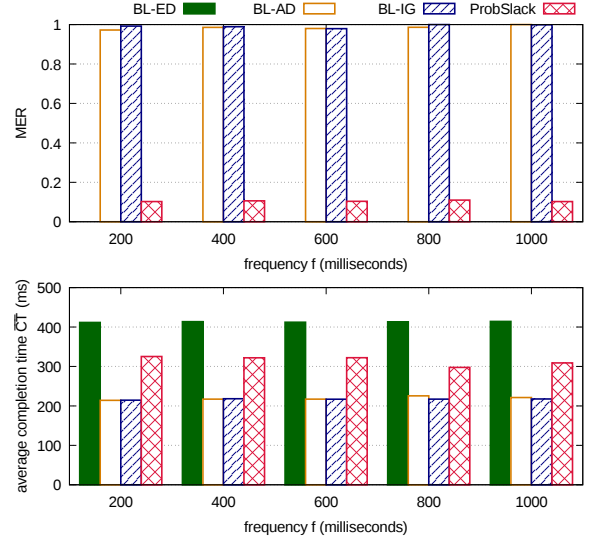 BL-ED BL-AD BL-IG ProbSlack
1
0.8
0.6
0.4
0.2
0
MER
200 400 600 800 1000
frequency f (milliseconds)
500
400
300
200
100
0
average completion time C̅T̅ (ms)
200 400 600 800 1000
frequency f (milliseconds)